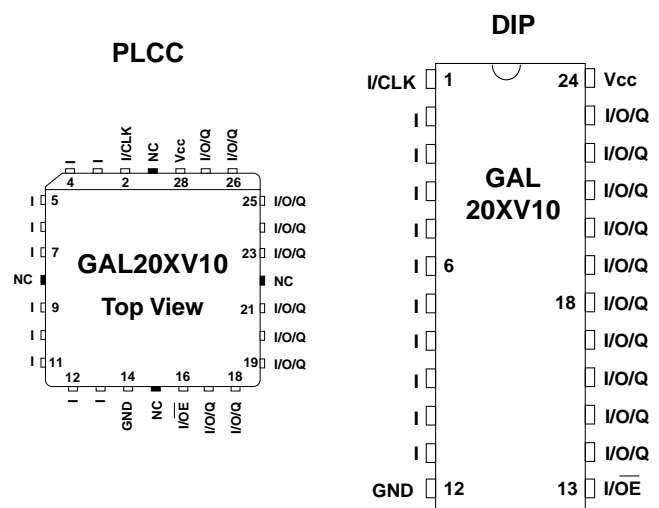 PLCC
I
I
I/CLK
NC
Vcc
I/O/Q
I/O/Q
4
2
28
26
I 5
25 I/O/Q
I
I/O/Q
I 7
23 I/O/Q
NC
GAL20XV10
NC
I 9
Top View
21 I/O/Q
I
I/O/Q
I 11
19 I/O/Q
12
14
16
18
I
I
GND
NC
I/O̅E̅
I/O/Q
I/O/Q
DIP
I/CLK 1
24 Vcc
I
I/O/Q
I
I/O/Q
I
GAL
I/O/Q
20XV10
I
I/O/Q
I 6
I/O/Q
I
18 I/O/Q
I
I/O/Q
I
I/O/Q
I
I/O/Q
I
I/O/Q
GND 12
13 I/O̅E̅